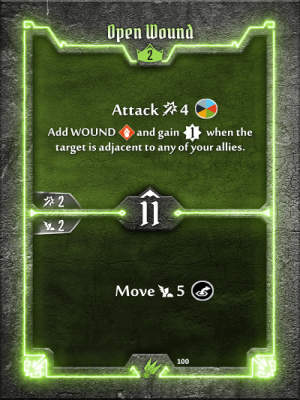 Open Wound
2
Attack 4
Add WOUND and gain 1 when the
target is adjacent to any of your allies.
2
11
2
Move 5
100